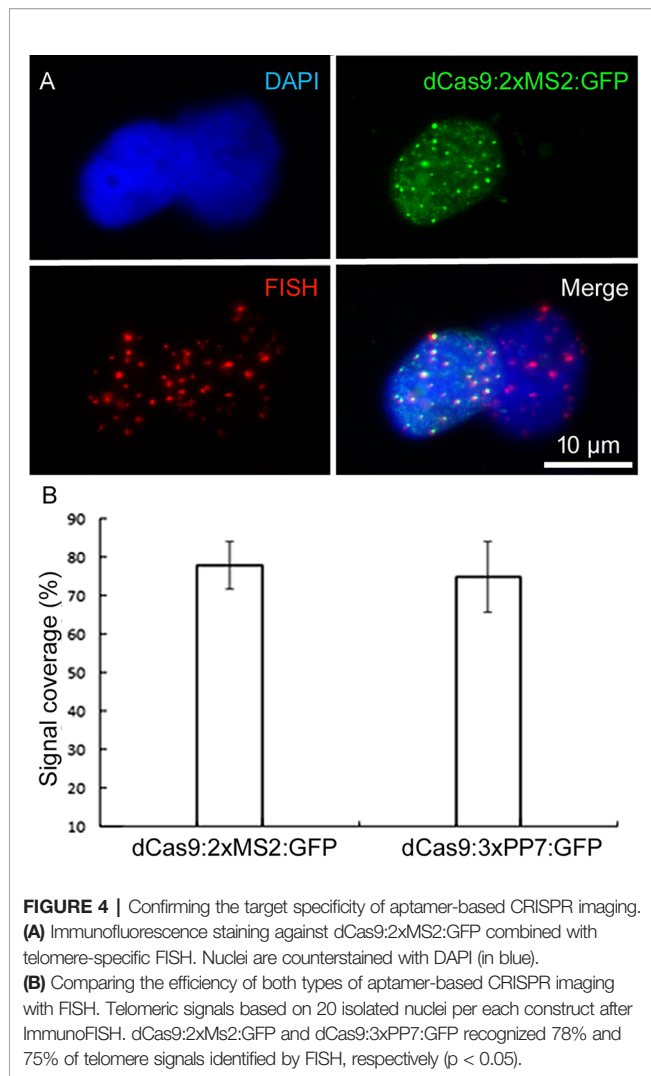 A
DAPI
dCas9:2xMS2:GFP
FISH
Merge
10 µm
B
Signal coverage (%)
90
80
70
60
50
40
30
20
10
dCas9:2xMS2:GFP
dCas9:3xPP7:GFP
FIGURE 4 | Confirming the target specificity of aptamer-based CRISPR imaging.
(A) Immunofluorescence staining against dCas9:2xMS2:GFP combined with
telomere-specific FISH. Nuclei are counterstained with DAPI (in blue).
(B) Comparing the efficiency of both types of aptamer-based CRISPR imaging
with FISH. Telomeric signals based on 20 isolated nuclei per each construct after
ImmunoFISH. dCas9:2xMs2:GFP and dCas9:3xPP7:GFP recognized 78% and
75% of telomere signals identified by FISH, respectively (p < 0.05).